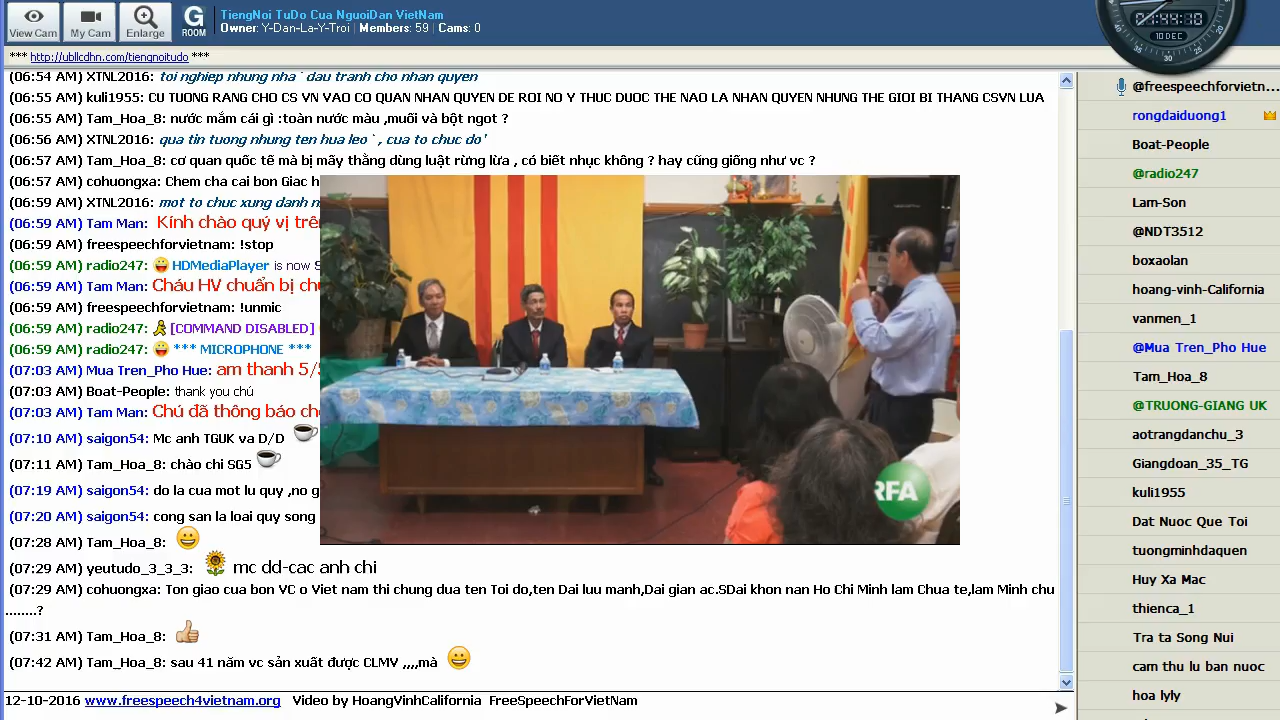 View Cam
My Cam
Enlarge
G
ROOM
TiengNoi TuDo Cua NguoiDan VietNam
Owner: Y-Dan-La-Y-Troi | Members: 59 | Cams: 0
10 DEC
30
*** http://ubllcdhn.com/tiengnoitudo ***
(06:54 AM) XTNL2016: toi nghiep nhung nha` dau tranh cho nhan quyen
(06:55 AM) kuli1955: CU TUONG RANG CHO CS VN VAO CO QUAN NHAN QUYEN DE ROI NO Y THUC DUOC THE NAO LA NHAN QUYEN NHUNG THE GIOI BI THANG CSVN LUA
(06:55 AM) Tam_Hoa_8: nước mắm cái gì :toàn nước màu ,muối và bột ngot ?
(06:56 AM) XTNL2016: qua tin tuong nhung ten hua leo` , cua to chuc do'
(06:57 AM) Tam_Hoa_8: cơ quan quốc tế mà bị mấy thằng dùng luật rừng lừa , có biết nhục không ? hay cũng giống như vc ?
(06:57 AM) cohuongxa: Chem cha cai bon Giac h
(06:59 AM) XTNL2016: mot to chuc xung danh n
(06:59 AM) Tam Man: Kính chào quý vị trê
(06:59 AM) freespeechforvietnam: !stop
(06:59 AM) radio247: HDMediaPlayer is now S
(06:59 AM) Tam Man: Cháu HV chuẩn bị ch
(06:59 AM) freespeechforvietnam: !unmic
(06:59 AM) radio247: [COMMAND DISABLED]
(06:59 AM) radio247: *** MICROPHONE ***
(07:03 AM) Mua Tren_Pho Hue: am thanh 5/5
(07:03 AM) Boat-People: thank you chú
(07:03 AM) Tam Man: Chú đã thông báo ch
(07:10 AM) saigon54: Mc anh TGUK va D/D
(07:11 AM) Tam_Hoa_8: chào chi SG5
(07:19 AM) saigon54: do la cua mot lu quy ,no g
(07:20 AM) saigon54: cong san la loai quy song
(07:28 AM) Tam_Hoa_8:
(07:29 AM) yeutudo_3_3_3: mc dd-cac anh chi
(07:29 AM) cohuongxa: Ton giao cua bon VC o Viet nam thi chung dua ten Toi do,ten Dai luu manh,Dai gian ac.SDai khon nan Ho Chi Minh lam Chua te,lam Minh chu
........?
(07:31 AM) Tam_Hoa_8:
(07:42 AM) Tam_Hoa_8: sau 41 năm vc sản xuất được CLMV ,,,,mà
RFA
12-10-2016 www.freespeech4vietnam.org Video by HoangVinhCalifornia FreeSpeechForVietNam
@freespeechforvietn...
rongdaiduong1
Boat-People
@radio247
Lam-Son
@NDT3512
boxaolan
hoang-vinh-California
vanmen_1
@Mua Tren_Pho Hue
Tam_Hoa_8
@TRUONG-GIANG UK
aotrangdanchu_3
Giangdoan_35_TG
kuli1955
Dat Nuoc Que Toi
tuongminhdaquen
Huy Xa Mac
thienca_1
Tra ta Song Nui
cam thu lu ban nuoc
hoa lyly